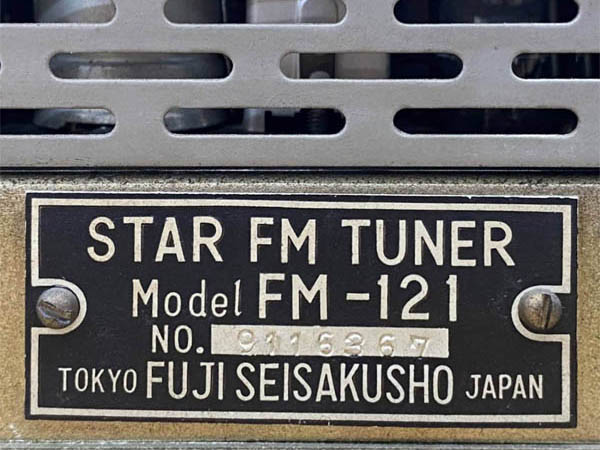 STAR FM TUNER
Model FM-121
NO. 9116367
TOKYO FUJI SEISAKUSHO JAPAN